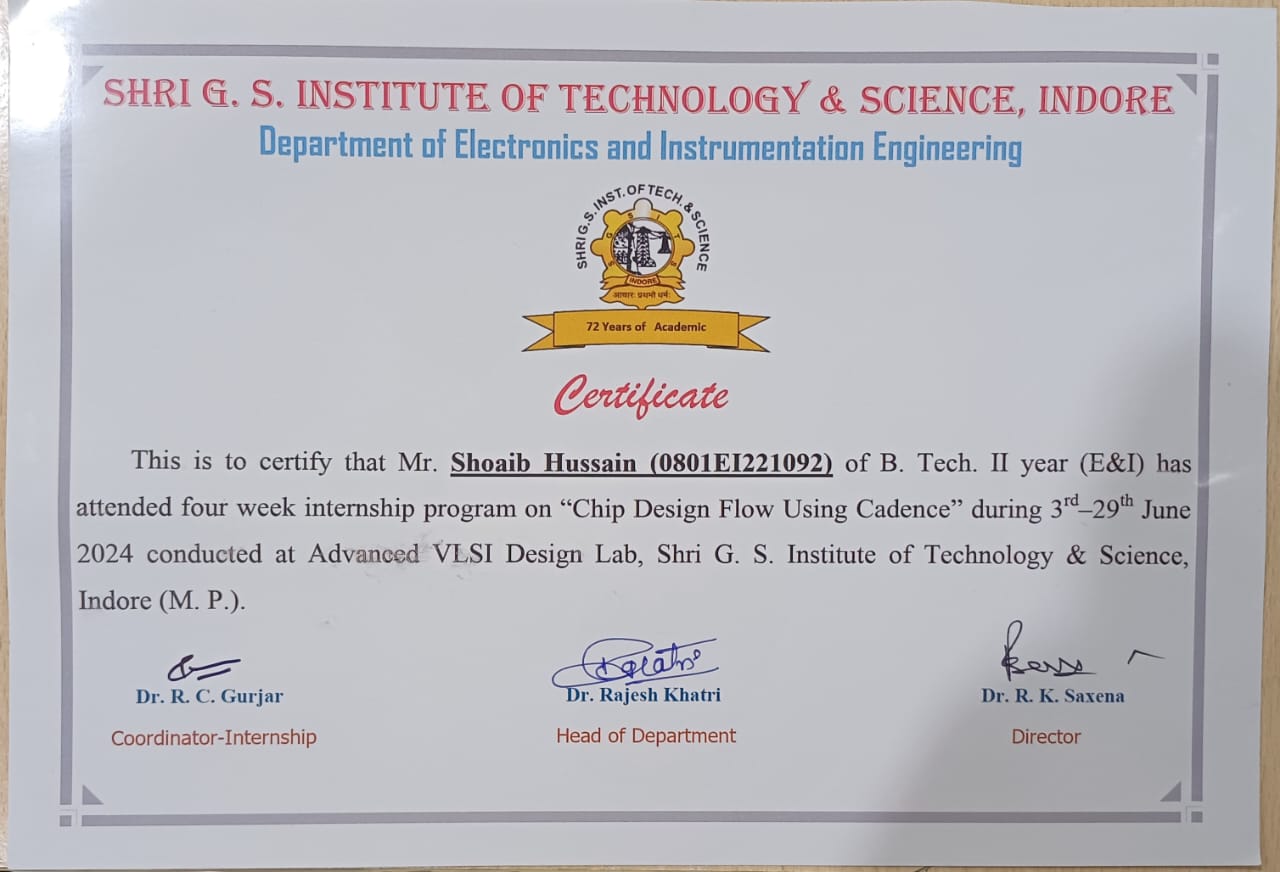 SHRI G. S. INSTITUTE OF TECHNOLOGY & SCIENCE, INDORE
Department of Electronics and Instrumentation Engineering
SHRI G.S. INST. OF TECH. & SCIENCE
S G S I T S
INDORE
आचारः प्रथमो धर्मः
72 Years of Academic
Certificate
This is to certify that Mr. Shoaib Hussain (0801EI221092) of B. Tech. II year (E&I) has
attended four week internship program on “Chip Design Flow Using Cadence” during 3rd–29th June
2024 conducted at Advanced VLSI Design Lab, Shri G. S. Institute of Technology & Science,
Indore (M. P.).
Dr. R. C. Gurjar Dr. Rajesh Khatri Dr. R. K. Saxena
Coordinator-Internship Head of Department Director